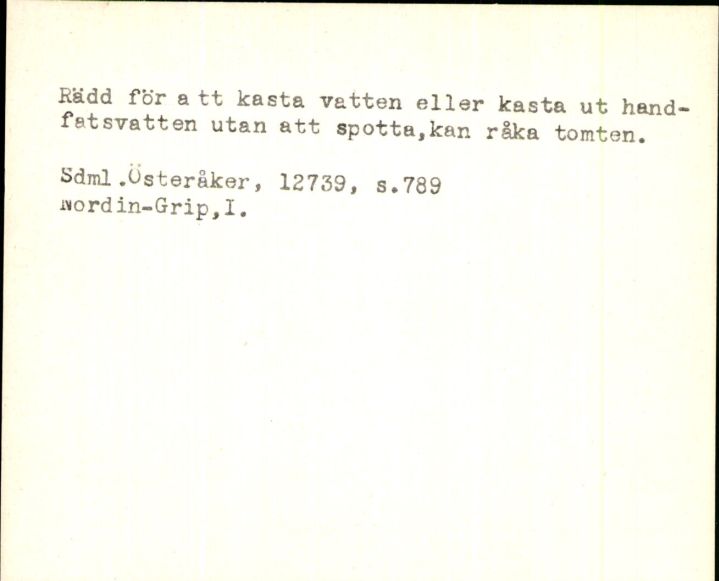 Rädd för att kasta vatten eller kasta ut hand-
fatsvatten utan att spotta,kan råka tomten.
Sdml.Österåker, 12739, s.789
Nordin-Grip,I.